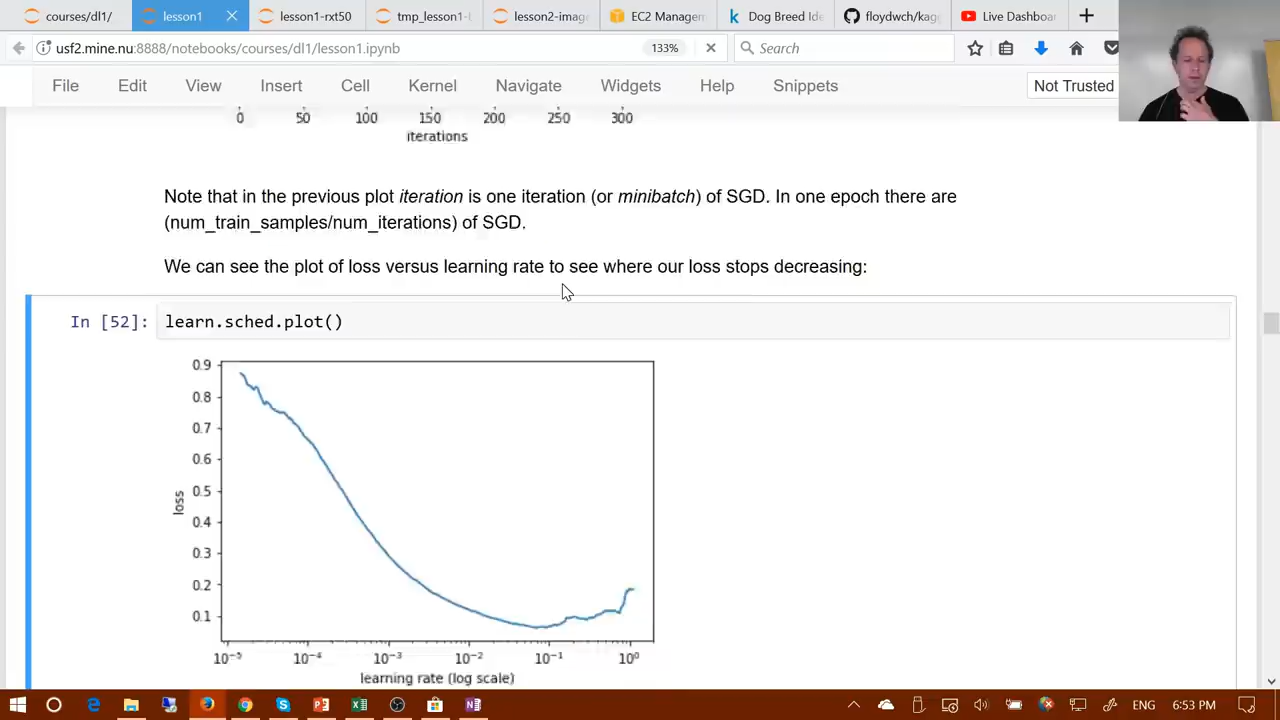 courses/dl1/ lesson1 lesson1-rxt50 tmp_lesson1- lesson2-imag EC2 Managem Dog Breed Ide floydwch/kag Live Dashboa
usf2.mine.nu:8888/notebooks/courses/dl1/lesson1.ipynb 133% Search
File Edit View Insert Cell Kernel Navigate Widgets Help Snippets Not Trusted
0 50 100 150 200 250 300
iterations
Note that in the previous plot iteration is one iteration (or minibatch) of SGD. In one epoch there are
(num_train_samples/num_iterations) of SGD.
We can see the plot of loss versus learning rate to see where our loss stops decreasing:
In [52]: learn.sched.plot()
0.9
0.8
0.7
0.6
0.5
loss
0.4
0.3
0.2
0.1
10⁻⁵ 10⁻⁴ 10⁻³ 10⁻² 10⁻¹ 10⁰
learning rate (log scale)
ENG 6:53 PM